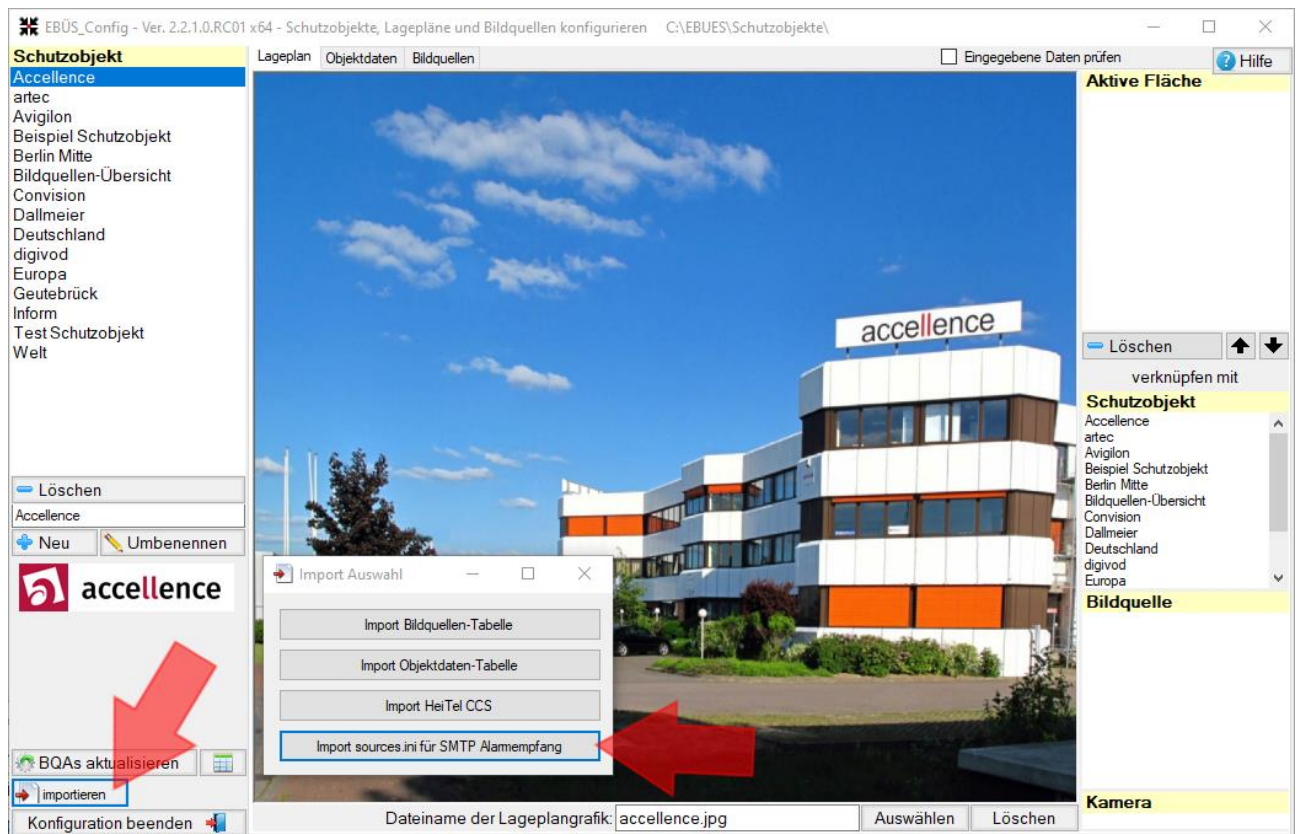 EBÜS_Config - Ver. 2.2.1.0.RC01 x64 - Schutzobjekte, Lagepläne und Bildquellen konfigurieren C:\EBUES\Schutzobjekte\
Schutzobjekt
Accellence
artec
Avigilon
Beispiel Schutzobjekt
Berlin Mitte
Bildquellen-Übersicht
Convision
Dallmeier
Deutschland
digivod
Europa
Geutebrück
Inform
Test Schutzobjekt
Welt
Löschen
Accellence
Neu Umbenennen
accellence
BQAs aktualisieren
importieren
Konfiguration beenden
Lageplan Objektdaten Bildquellen
Eingegebene Daten prüfen
Hilfe
accellence
Import Auswahl
Import Bildquellen-Tabelle
Import Objektdaten-Tabelle
Import HeiTel CCS
Import sources.ini für SMTP Alarmempfang
Dateiname der Lageplangrafik: accellence.jpg Auswählen Löschen
Aktive Fläche
Löschen
verknüpfen mit
Schutzobjekt
Accellence
artec
Avigilon
Beispiel Schutzobjekt
Berlin Mitte
Bildquellen-Übersicht
Convision
Dallmeier
Deutschland
digivod
Europa
Bildquelle
Kamera